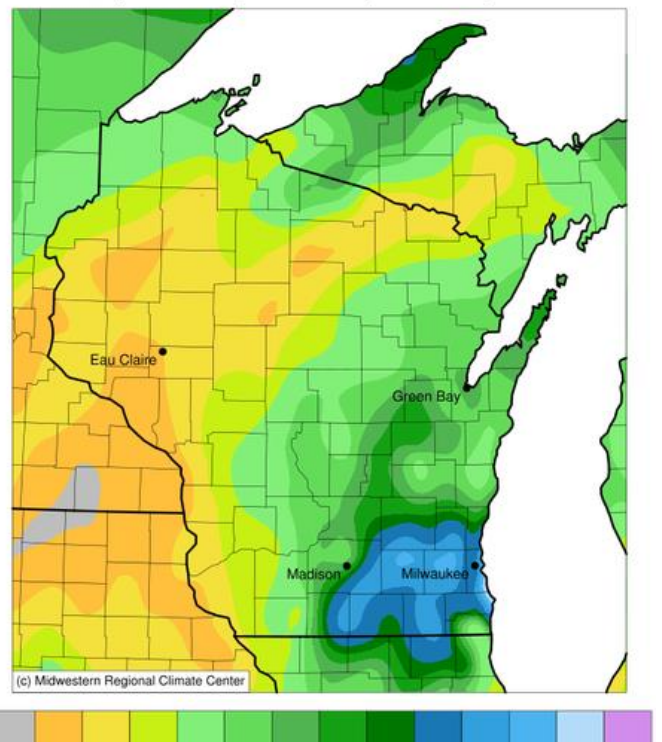 Eau Claire
Green Bay
Madison
Milwaukee
(c) Midwestern Regional Climate Center